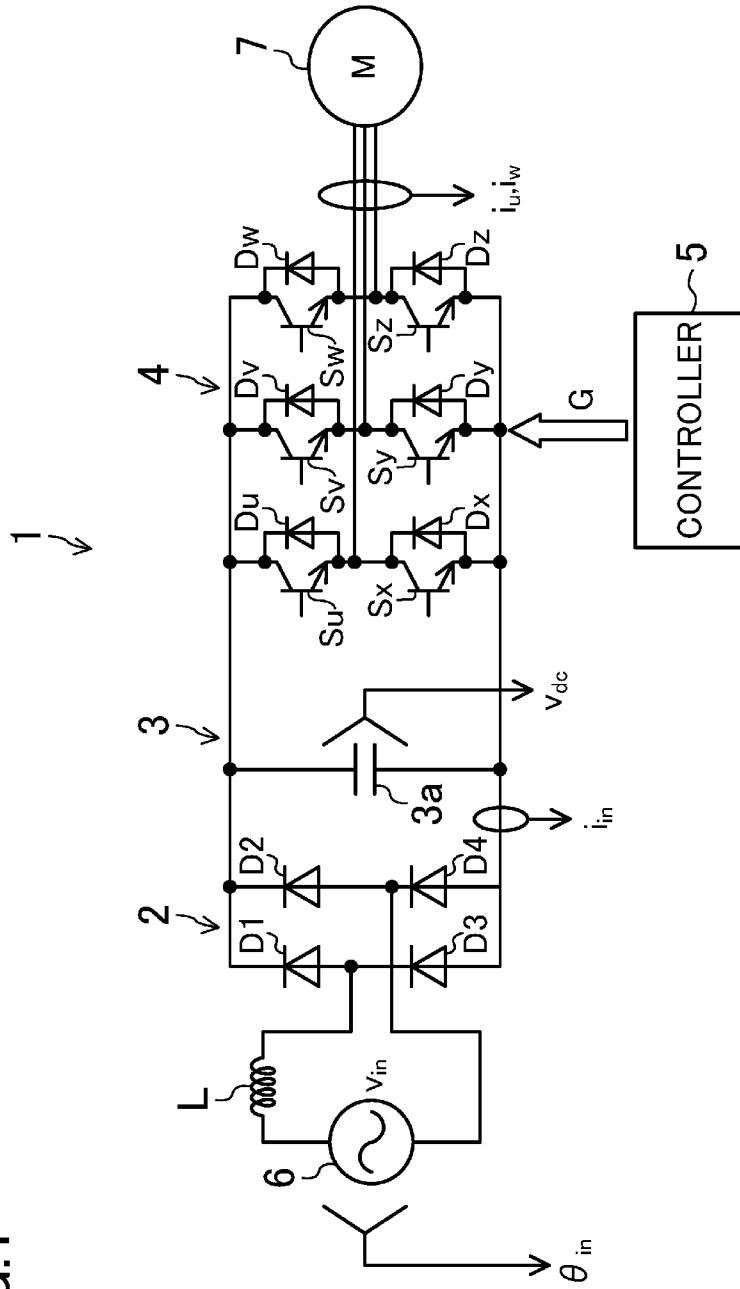 1
2
3
4
7
L
6
v_in
θ_in
D1
D2
D3
D4
3a
i_in
v_dc
Du
Dv
Dw
Su
Sv
Sw
Dx
Dy
Dz
Sx
Sy
Sz
M
i_u,i_w
G
CONTROLLER
5